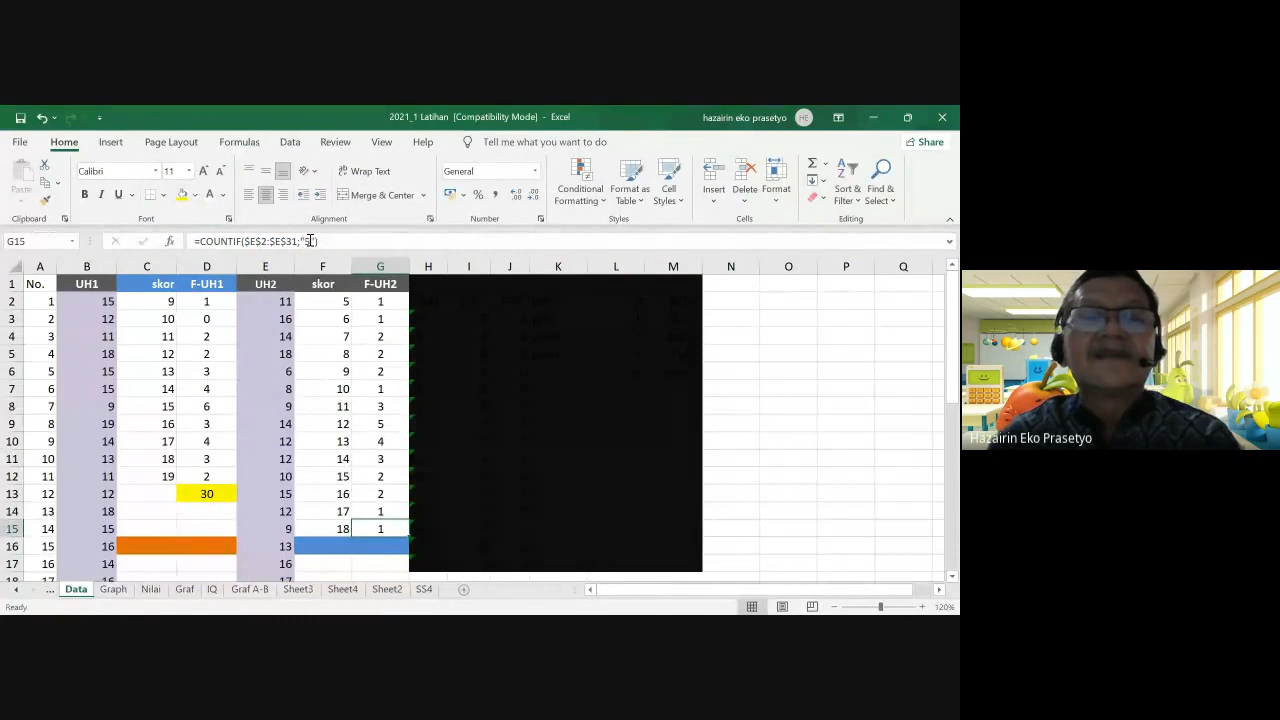 2021_1 Latihan [Compatibility Mode] - Excel
hazairin eko prasetyo
HE
File Home Insert Page Layout Formulas Data Review View Help Tell me what you want to do Share
Calibri 11 Wrap Text General
Paste B I U Merge & Center % Conditional Formatting Format as Table Cell Styles Insert Delete Format Sort & Filter Find & Select
Clipboard Font Alignment Number Styles Cells Editing
G15 fx
A B C D E F G H I J K L M N O P Q
1 No. UH1 skor F-UH1 UH2 skor F-UH2
2 1 15 9 1 11 5 1
3 2 12 10 0 16 6 1
4 3 11 11 2 14 7 2
5 4 18 12 2 18 8 2
6 5 15 13 3 6 9 2
7 6 15 14 4 8 10 1
8 7 9 15 6 9 11 3
9 8 19 16 3 14 12 5
10 9 14 17 4 12 13 4
11 10 13 18 3 12 14 3
12 11 11 19 2 10 15 2
13 12 12 30 15 16 2
14 13 18 12 17 1
15 14 15 9 18 1
16 15 16 13
17 16 14 16
... Data Graph Nilai Graf IQ Graf A-B Sheet3 Sheet4 Sheet2 SS4
Ready 120%
Hazairin Eko Prasetyo